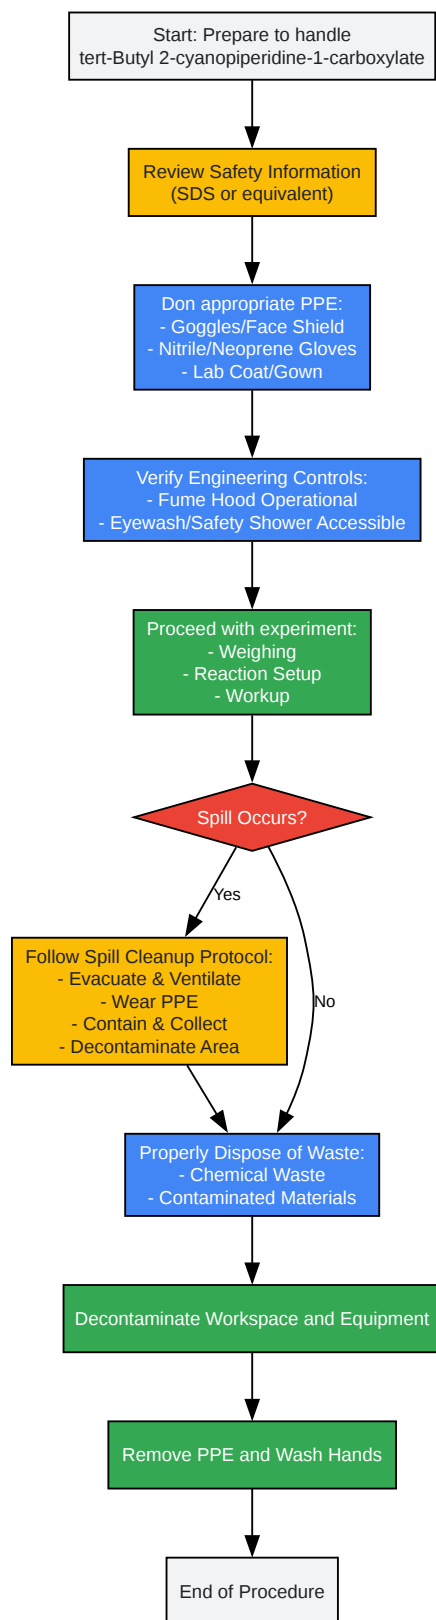 Start: Prepare to handle
tert-Butyl 2-cyanopiperidine-1-carboxylate
Review Safety Information
(SDS or equivalent)
Don appropriate PPE:
- Goggles/Face Shield
- Nitrile/Neoprene Gloves
- Lab Coat/Gown
Verify Engineering Controls:
- Fume Hood Operational
- Eyewash/Safety Shower Accessible
Proceed with experiment:
- Weighing
- Reaction Setup
- Workup
Spill Occurs?
Yes
Follow Spill Cleanup Protocol:
- Evacuate & Ventilate
- Wear PPE
- Contain & Collect
- Decontaminate Area
No
Properly Dispose of Waste:
- Chemical Waste
- Contaminated Materials
Decontaminate Workspace and Equipment
Remove PPE and Wash Hands
End of Procedure